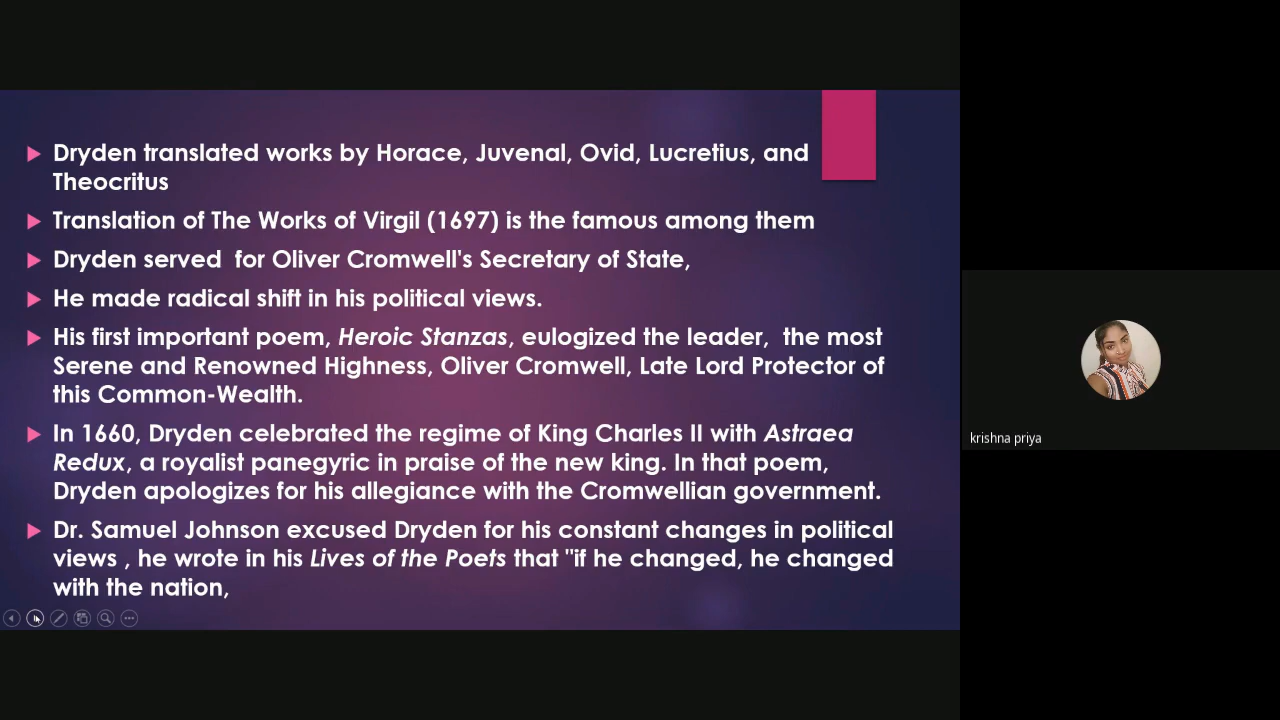 Dryden translated works by Horace, Juvenal, Ovid, Lucretius, and
Theocritus
Translation of The Works of Virgil (1697) is the famous among them
Dryden served  for Oliver Cromwell's Secretary of State,
He made radical shift in his political views.
His first important poem, Heroic Stanzas, eulogized the leader,  the most
Serene and Renowned Highness, Oliver Cromwell, Late Lord Protector of
this Common-Wealth.
In 1660, Dryden celebrated the regime of King Charles II with Astraea
Redux, a royalist panegyric in praise of the new king. In that poem,
Dryden apologizes for his allegiance with the Cromwellian government.
Dr. Samuel Johnson excused Dryden for his constant changes in political
views , he wrote in his Lives of the Poets that "if he changed, he changed
with the nation,
krishna priya